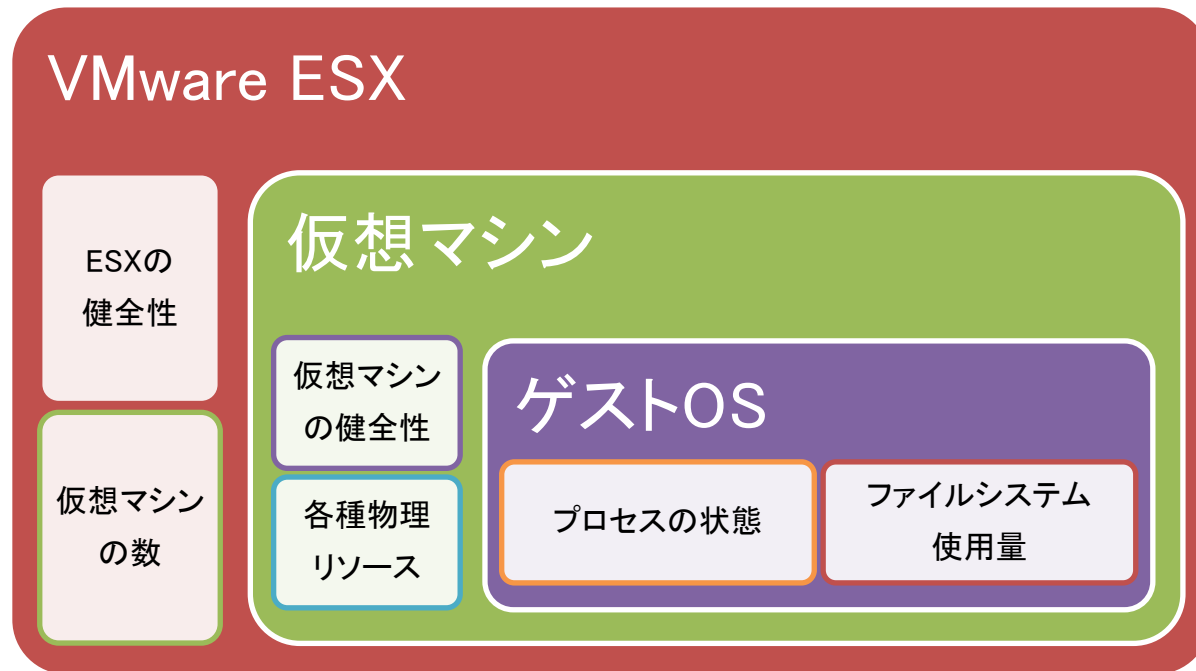 VMware ESX
ESXの
健全性
仮想マシン
の数
仮想マシン
仮想マシン
の健全性
各種物理
リソース
ゲストOS
プロセスの状態
ファイルシステム
使用量